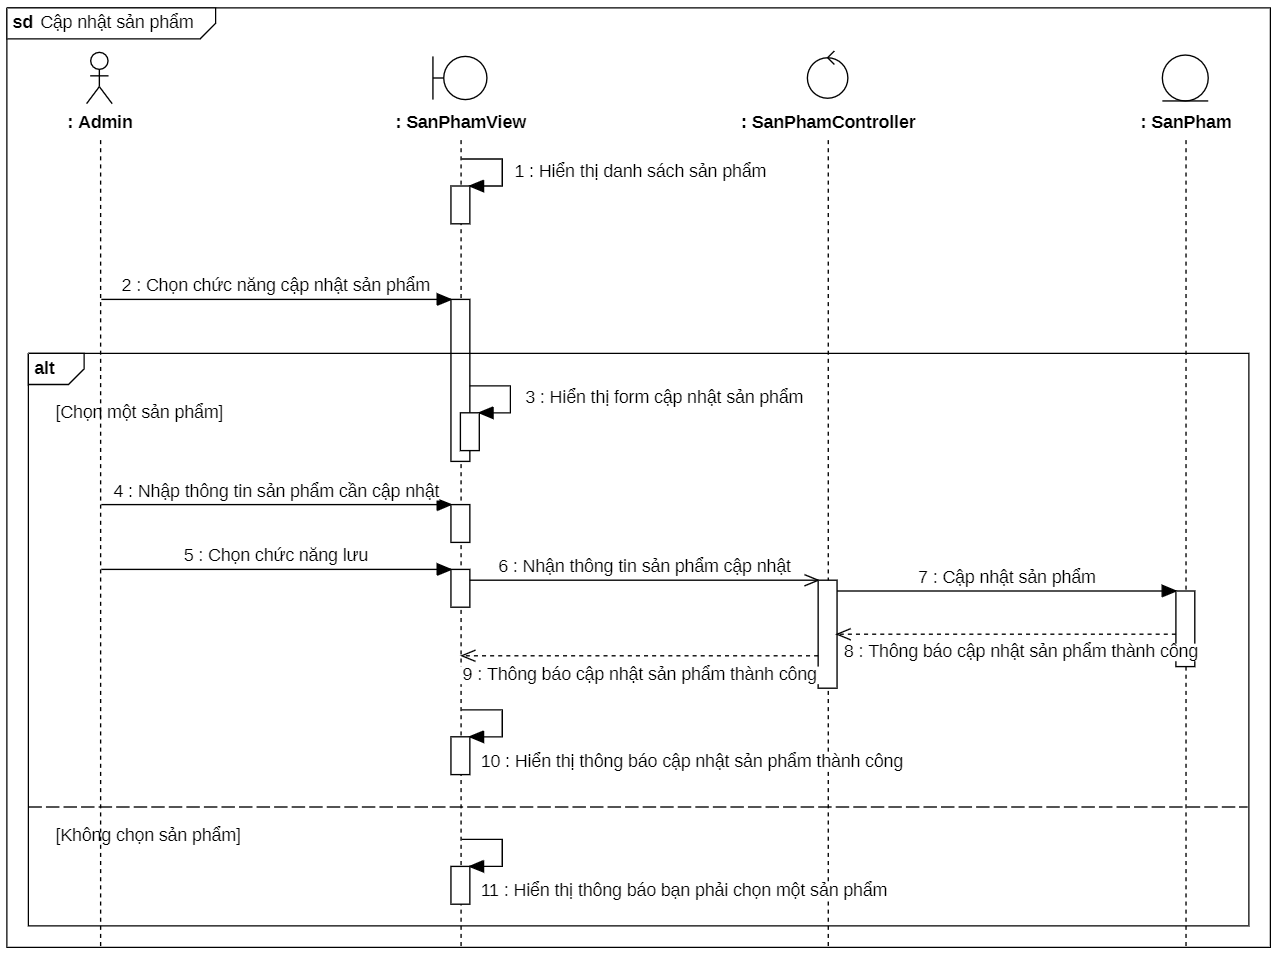 sd Cập nhật sản phẩm
: Admin
: SanPhamView
: SanPhamController
: SanPham
1 : Hiển thị danh sách sản phẩm
2 : Chọn chức năng cập nhật sản phẩm
alt
3 : Hiển thị form cập nhật sản phẩm
[Chọn một sản phẩm]
4 : Nhập thông tin sản phẩm cần cập nhật
5 : Chọn chức năng lưu
6 : Nhận thông tin sản phẩm cập nhật
7 : Cập nhật sản phẩm
8 : Thông báo cập nhật sản phẩm thành công
9 : Thông báo cập nhật sản phẩm thành công
10 : Hiển thị thông báo cập nhật sản phẩm thành công
[Không chọn sản phẩm]
11 : Hiển thị thông báo bạn phải chọn một sản phẩm